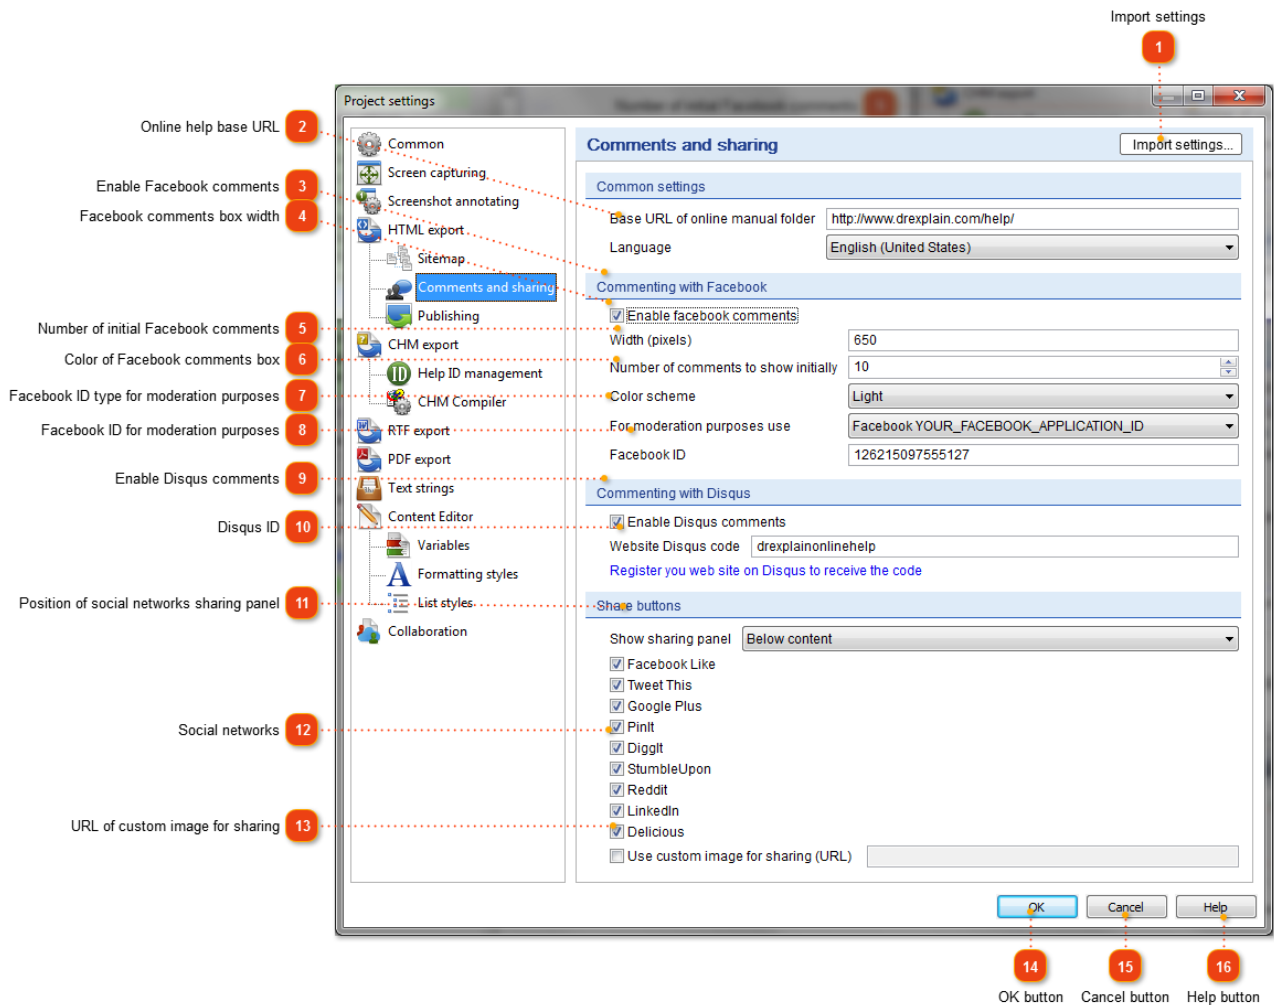 Import settings
1
Project settings
Online help base URL 2
Common
Comments and sharing
Import settings...
Screen capturing
Enable Facebook comments 3
Common settings
Screenshot annotating
Facebook comments box width 4
Base URL of online manual folder http://www.drexplain.com/help/
HTML export
Language English (United States)
Sitemap
Comments and sharing
Commenting with Facebook
Publishing
Enable facebook comments
Number of initial Facebook comments 5
Width (pixels) 650
CHM export
Color of Facebook comments box 6
Number of comments to show initially 10
Help ID management
Facebook ID type for moderation purposes 7
CHM Compiler
Color scheme Light
Facebook ID for moderation purposes 8
RTF export
For moderation purposes use Facebook YOUR_FACEBOOK_APPLICATION_ID
PDF export
Facebook ID 126215097555127
Enable Disqus comments 9
Text strings
Commenting with Disqus
Content Editor
Disqus ID 10
Enable Disqus comments
Variables
Website Disqus code drexplainonlinehelp
Formatting styles
Register you web site on Disqus to receive the code
Position of social networks sharing panel 11
List styles
Share buttons
Collaboration
Show sharing panel Below content
Facebook Like
Tweet This
Google Plus
Social networks 12
PinIt
DiggIt
StumbleUpon
Reddit
LinkedIn
URL of custom image for sharing 13
Delicious
Use custom image for sharing (URL)
OK
Cancel
Help
14
15
16
OK button
Cancel button
Help button